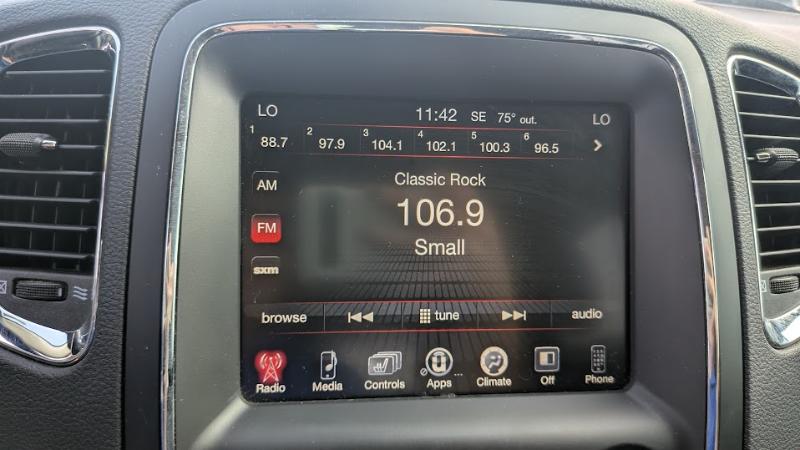 LO 11:42 SE 75° out. LO
1 88.7 2 97.9 3 104.1 4 102.1 5 100.3 6 96.5
AM
Classic Rock
106.9
FM
Small
sxm
browse tune audio
Radio Media Controls Apps ... Climate Off Phone